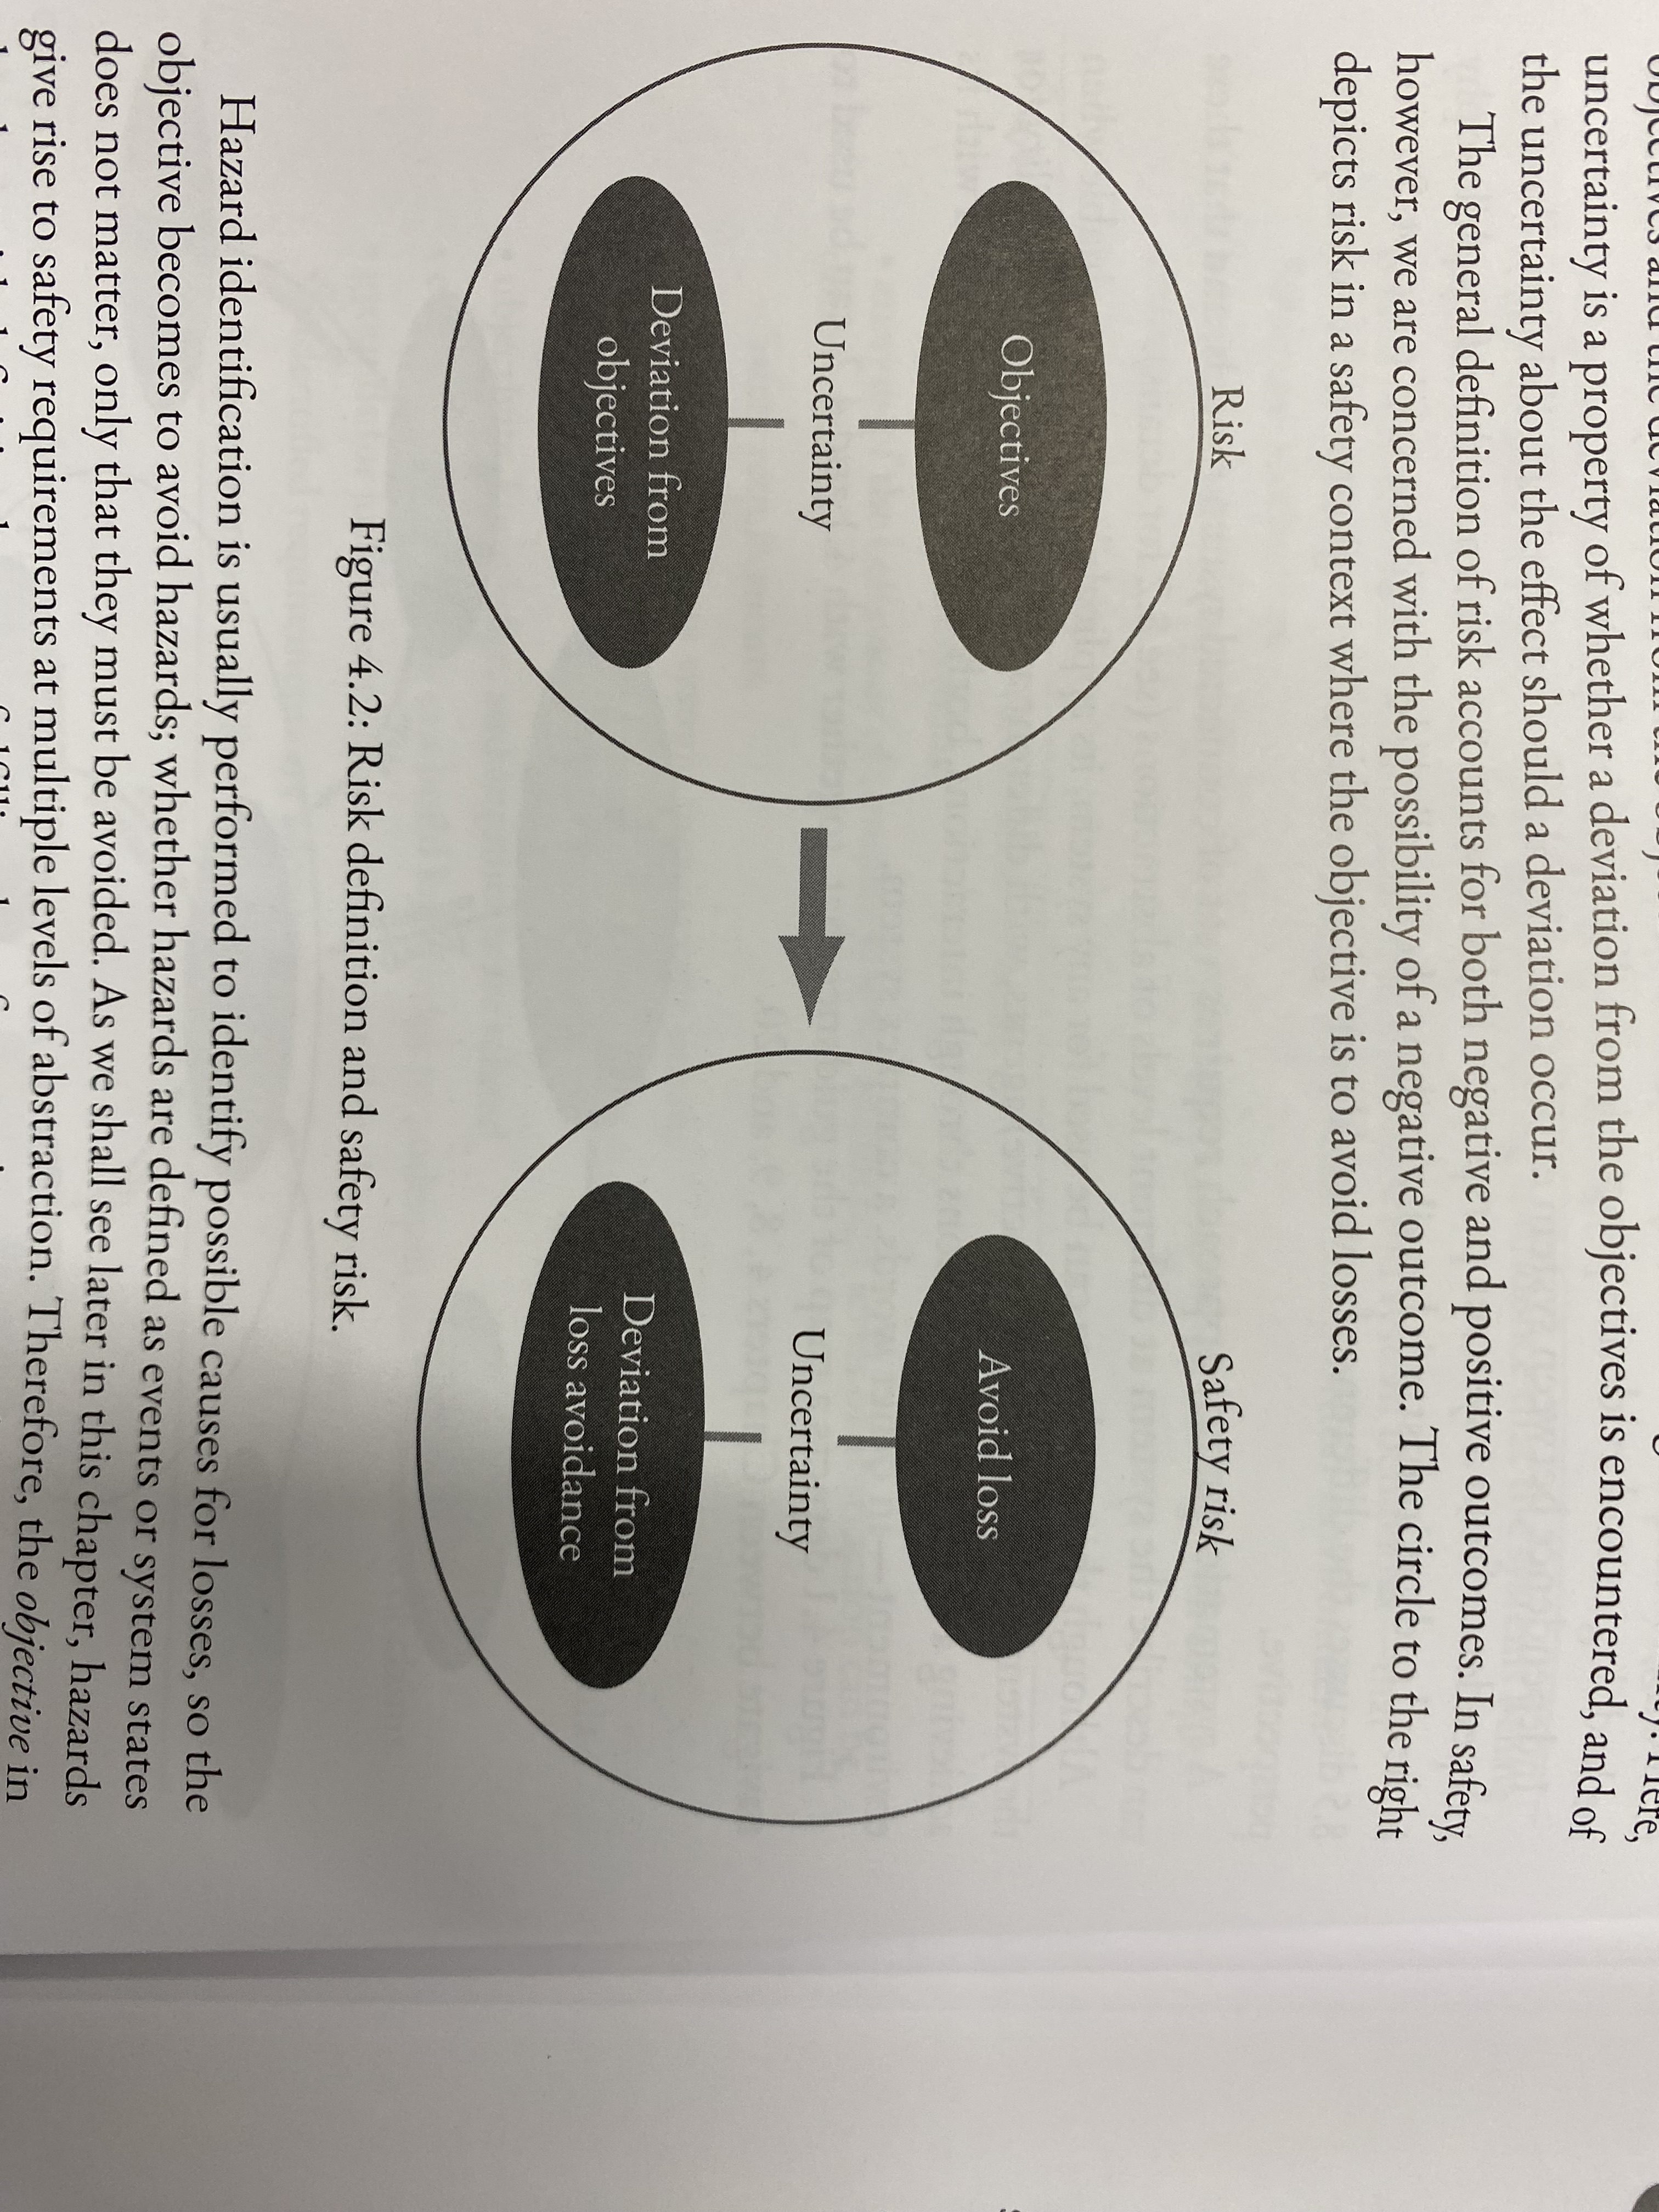 uncertainty is a property of whether a deviation from the objectives is encountered, and of
the uncertainty about the effect should a deviation occur.
The general definition of risk accounts for both negative and positive outcomes. In safety,
however, we are concerned with the possibility of a negative outcome. The circle to the right
depicts risk in a safety context where the objective is to avoid losses.
Risk
Objectives
Uncertainty
Deviation from
objectives
Safety risk
Avoid loss
Uncertainty
Deviation from
loss avoidance
Figure 4.2: Risk definition and safety risk.
Hazard identification is usually performed to identify possible causes for losses, so the
objective becomes to avoid hazards; whether hazards are defined as events or system states
does not matter, only that they must be avoided. As we shall see later in this chapter, hazards
give rise to safety requirements at multiple levels of abstraction. Therefore, the objective in